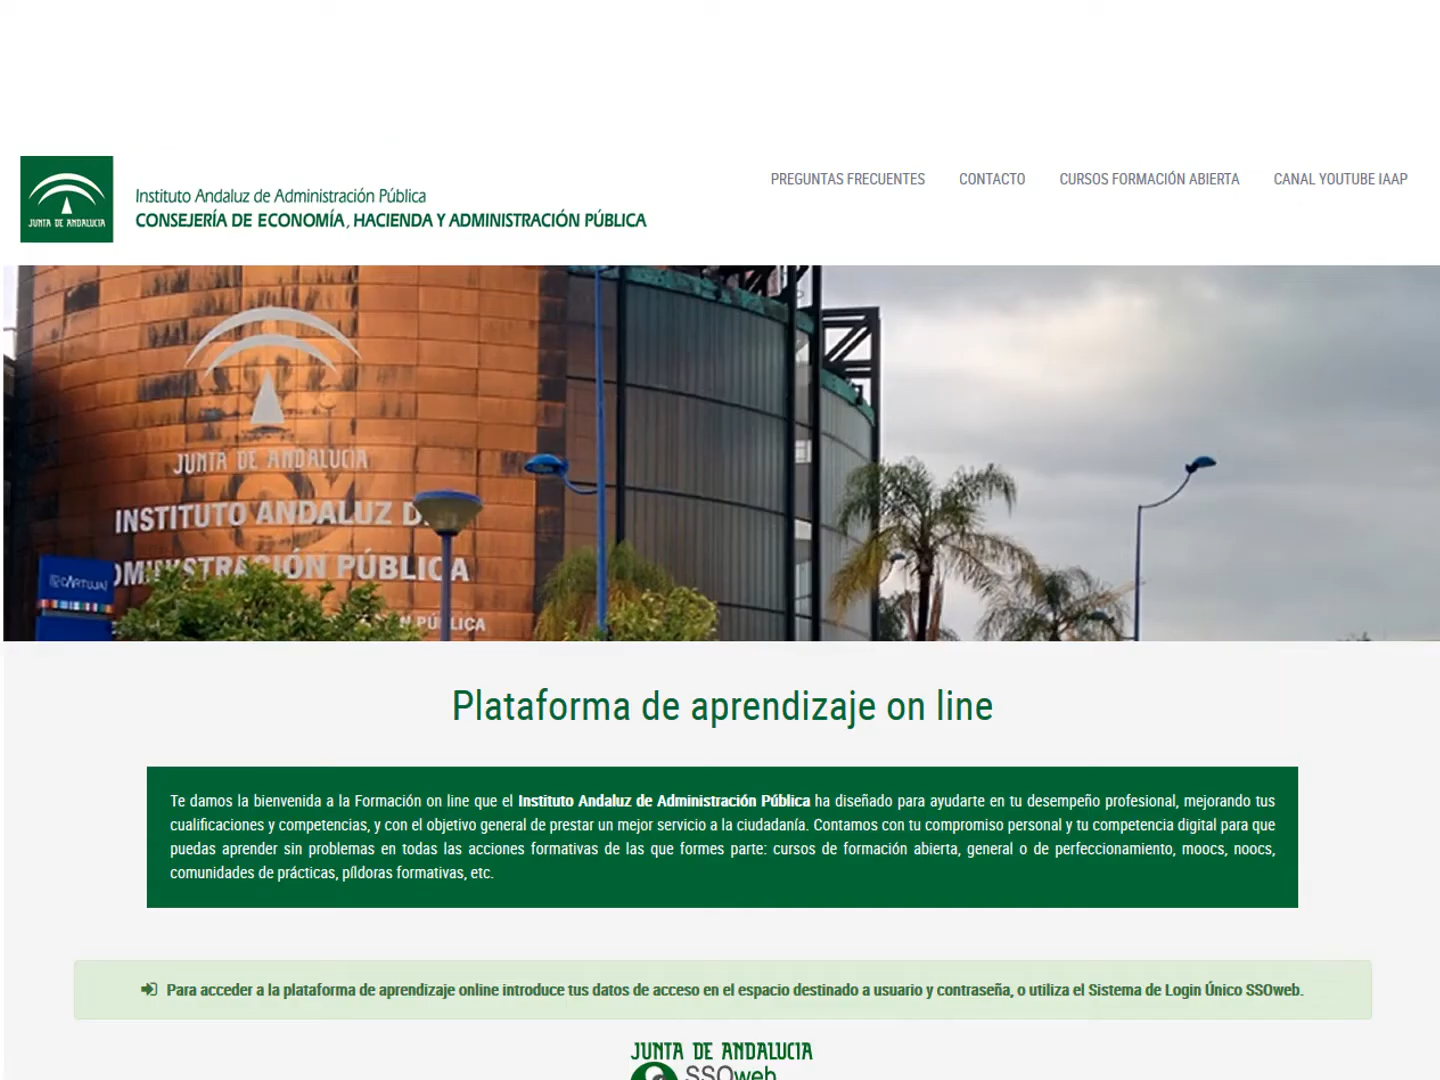 JUNTA DE ANDALUCIA
Instituto Andaluz de Administración Pública
CONSEJERÍA DE ECONOMÍA, HACIENDA Y ADMINISTRACIÓN PÚBLICA
PREGUNTAS FRECUENTES
CONTACTO
CURSOS FORMACIÓN ABIERTA
CANAL YOUTUBE IAAP
JUNTA DE ANDALUCIA
INSTITUTO ANDALUZ
PÚBLICA
CARTUJA
Plataforma de aprendizaje on line
Te damos la bienvenida a la Formación on line que el Instituto Andaluz de Administración Pública ha diseñado para ayudarte en tu desempeño profesional, mejorando tus
cualificaciones y competencias, y con el objetivo general de prestar un mejor servicio a la ciudadanía. Contamos con tu compromiso personal y tu competencia digital para que
puedas aprender sin problemas en todas las acciones formativas de las que formes parte: cursos de formación abierta, general o de perfeccionamiento, moocs, noocs,
comunidades de prácticas, píldoras formativas, etc.
Para acceder a la plataforma de aprendizaje online introduce tus datos de acceso en el espacio destinado a usuario y contraseña, o utiliza el Sistema de Login Único SSOweb.
JUNTA DE ANDALUCIA
SSOweb